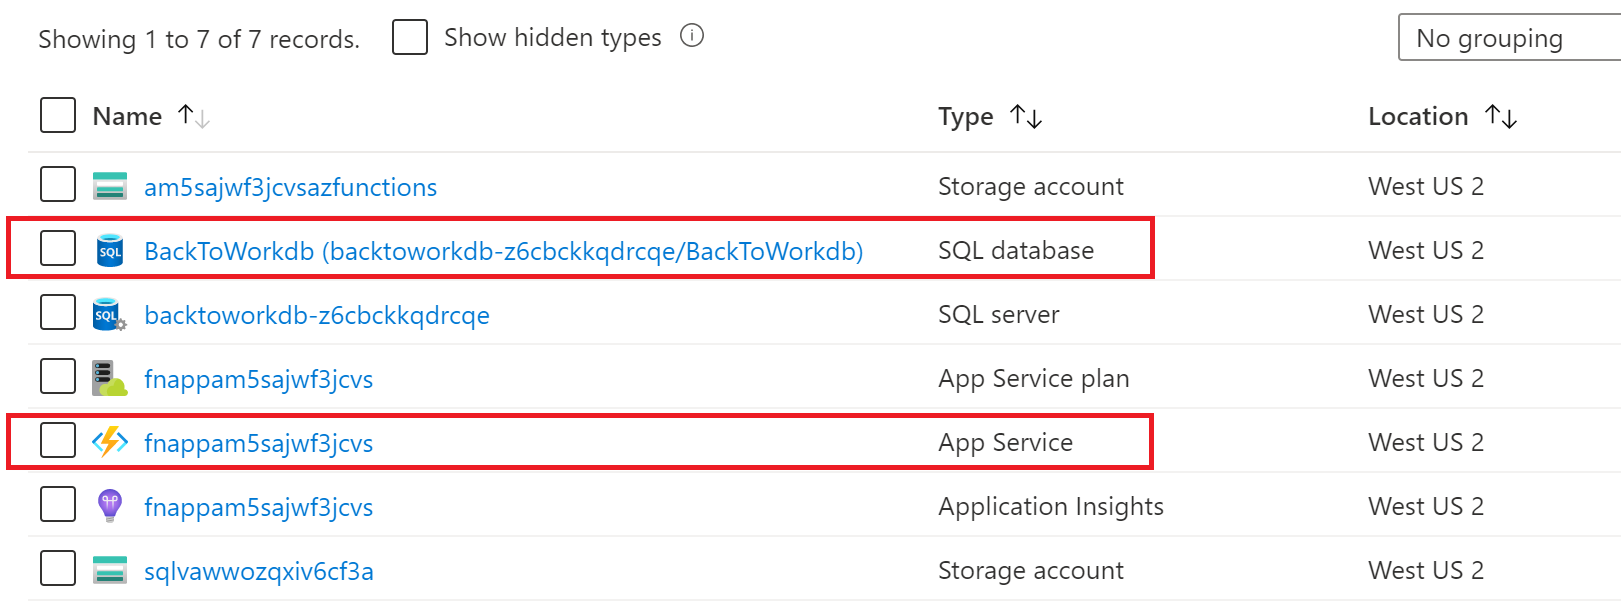 Showing 1 to 7 of 7 records. Show hidden types No grouping
Name Type Location
am5sajwf3jcvsazfunctions Storage account West US 2
SQL BackToWorkdb (backtoworkdb-z6cbckkqdrcqe/BackToWorkdb) SQL database West US 2
SQL backtoworkdb-z6cbckkqdrcqe SQL server West US 2
fnappam5sajwf3jcvs App Service plan West US 2
fnappam5sajwf3jcvs App Service West US 2
fnappam5sajwf3jcvs Application Insights West US 2
sqlvawwozqxiv6cf3a Storage account West US 2